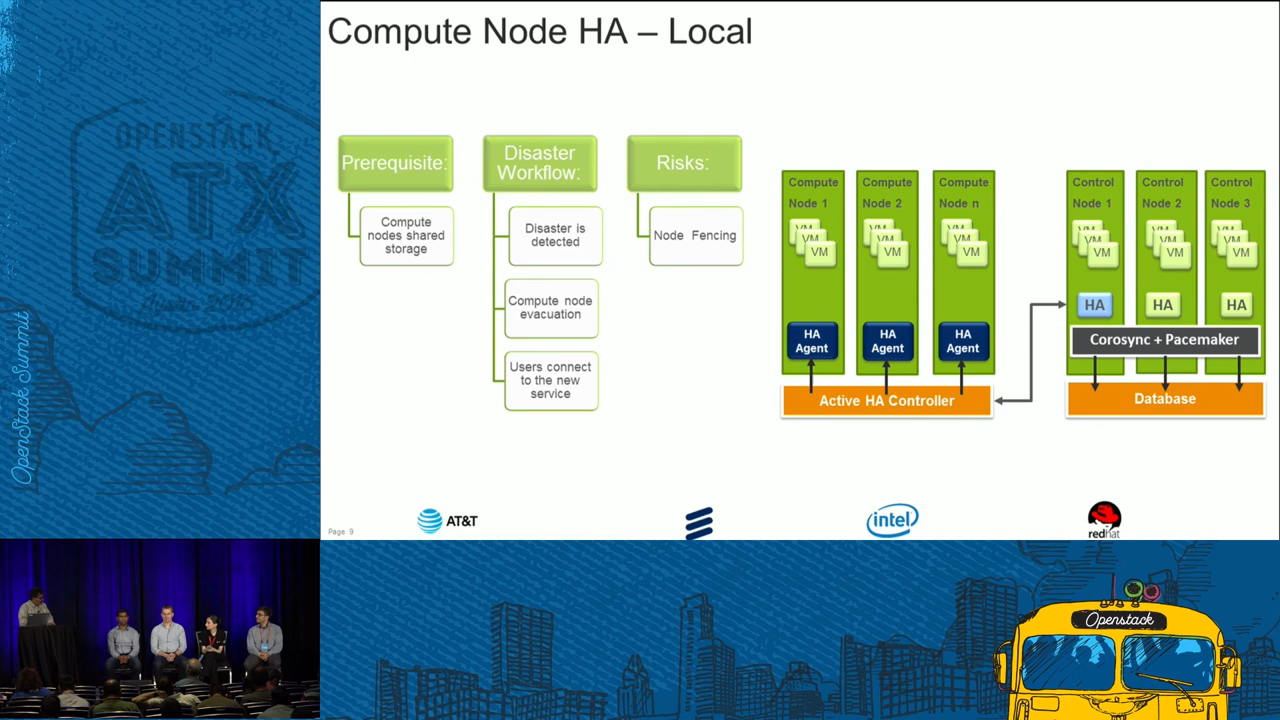 Compute Node HA – Local
Prerequisite:
Compute
nodes shared
storage
Disaster
Workflow:
Disaster is
detected
Compute node
evacuation
Users connect
to the new
service
Risks:
Node Fencing
Compute
Node 1
VM
VM
VM
HA
Agent
Compute
Node 2
VM
VM
VM
HA
Agent
Compute
Node n
VM
VM
VM
HA
Agent
Active HA Controller
Control
Node 1
VM
VM
VM
HA
Control
Node 2
VM
VM
VM
HA
Control
Node 3
VM
VM
VM
HA
Corosync + Pacemaker
Database
Page 9
AT&T
intel
redhat
OPENSTACK
ATX
SUMMIT
Austin 2016
OpenStack Summit
Openstack